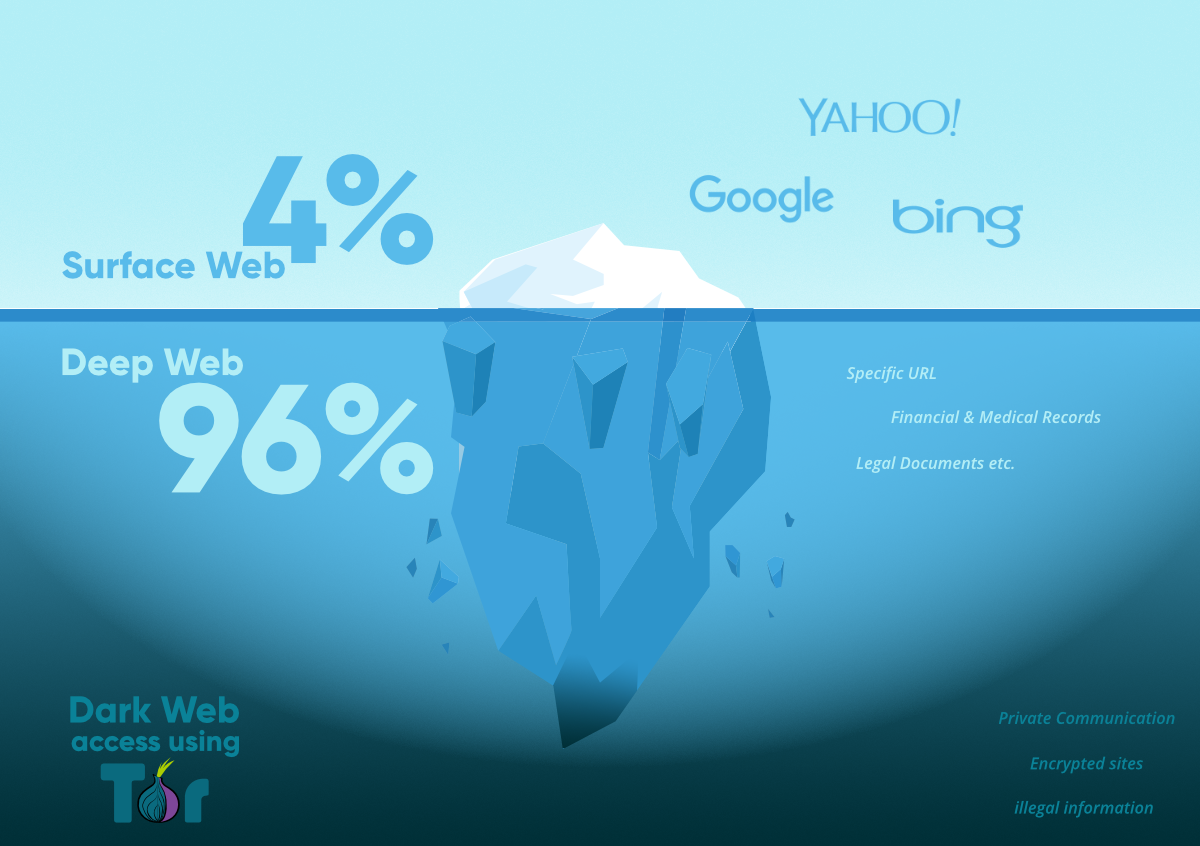 YAHOO!
4%
Google
bing
Surface Web
Deep Web
96%
Specific URL
Financial & Medical Records
Legal Documents etc.
Dark Web
access using
Tor
Private Communication
Encrypted sites
illegal information